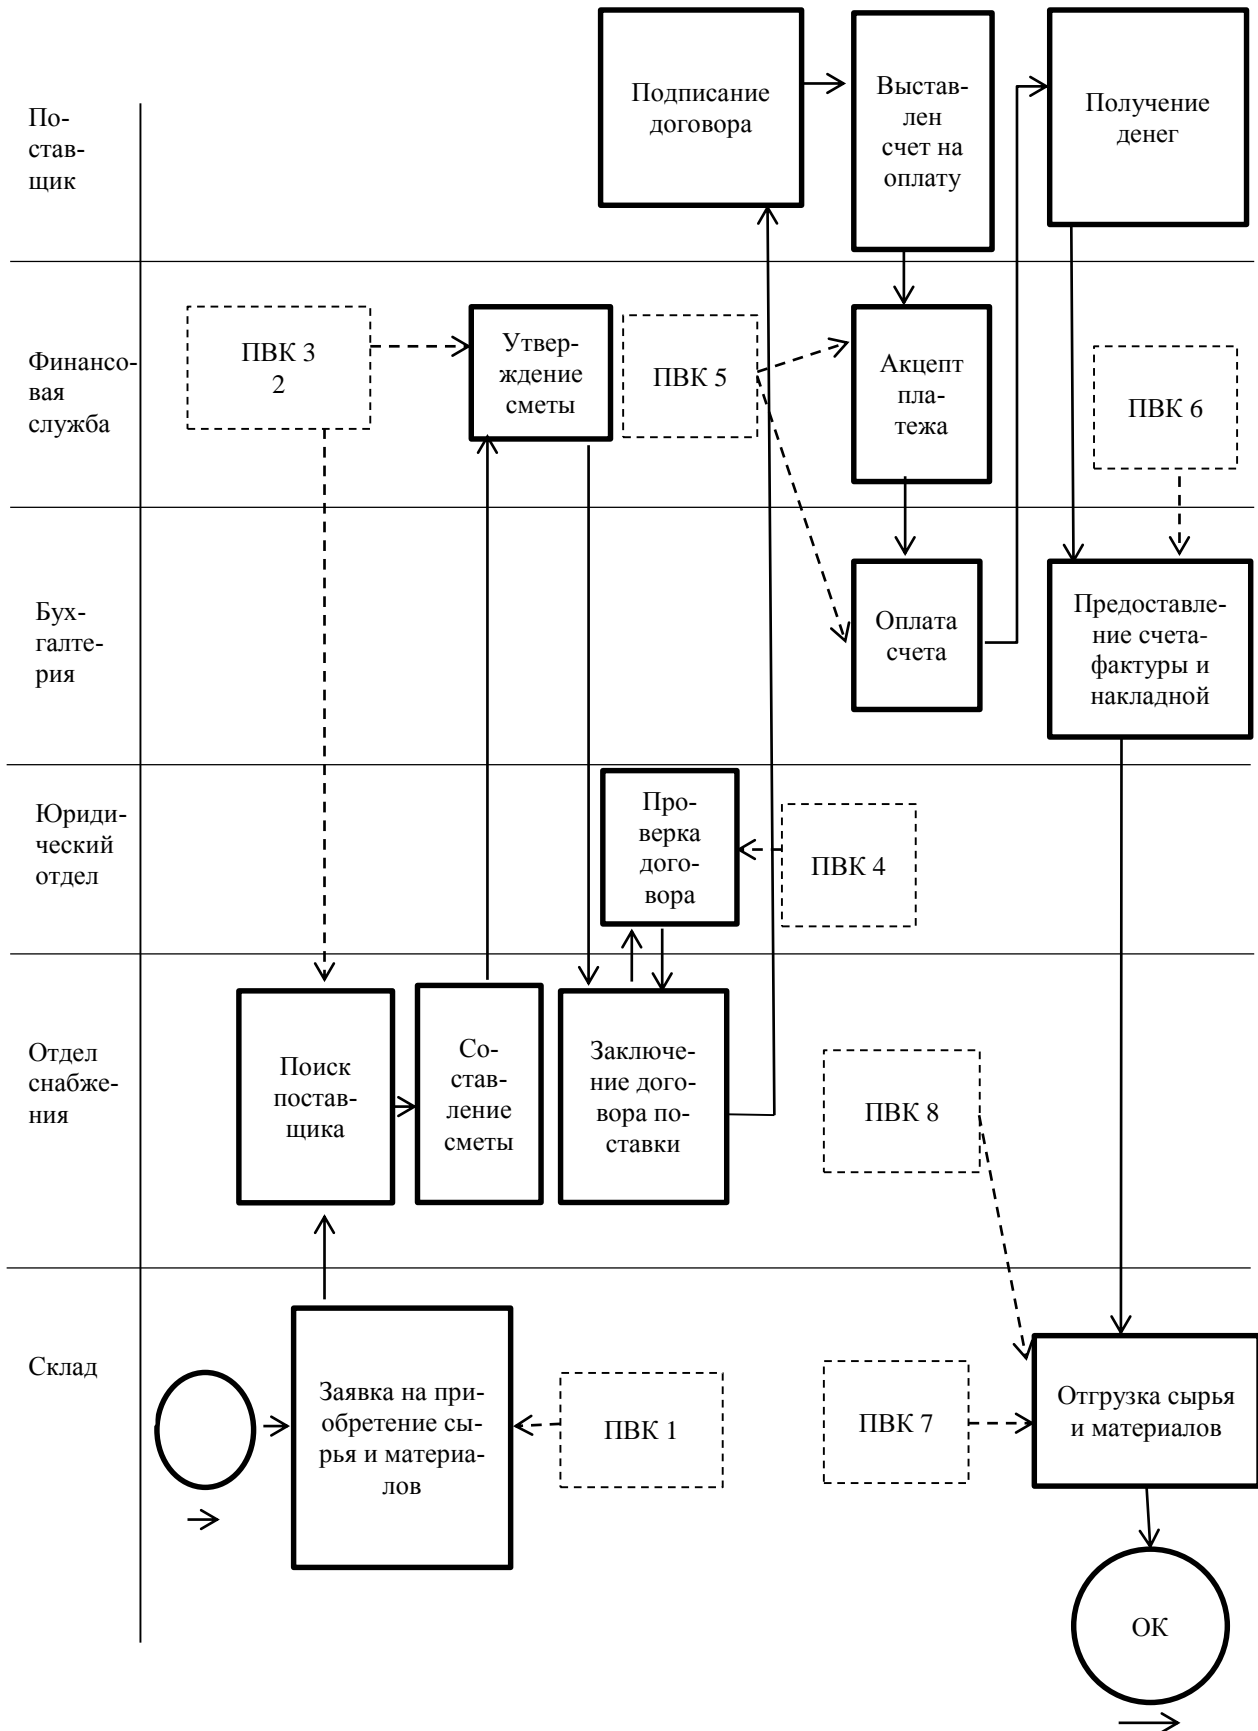 Подписание
договора
Выстав-
лен
счет на
оплату
Получение
денег
По-
став-
щик
Финансо-
вая
служба
ПВК 3
2
Утвер-
ждение
сметы
ПВК 5
Акцепт
пла-
тежа
ПВК 6
Бух-
галте-
рия
Оплата
счета
Предоставле-
ние счета-
фактуры и
накладной
Юриди-
ческий
отдел
Про-
верка
дого-
вора
ПВК 4
Отдел
снабже-
ния
Поиск
постав-
щика
Со-
став-
ление
сметы
Заключе-
ние дого-
вора по-
ставки
ПВК 8
Склад
Заявка на при-
обретение сы-
рья и материа-
лов
ПВК 1
ПВК 7
Отгрузка сырья
и материалов
ОК